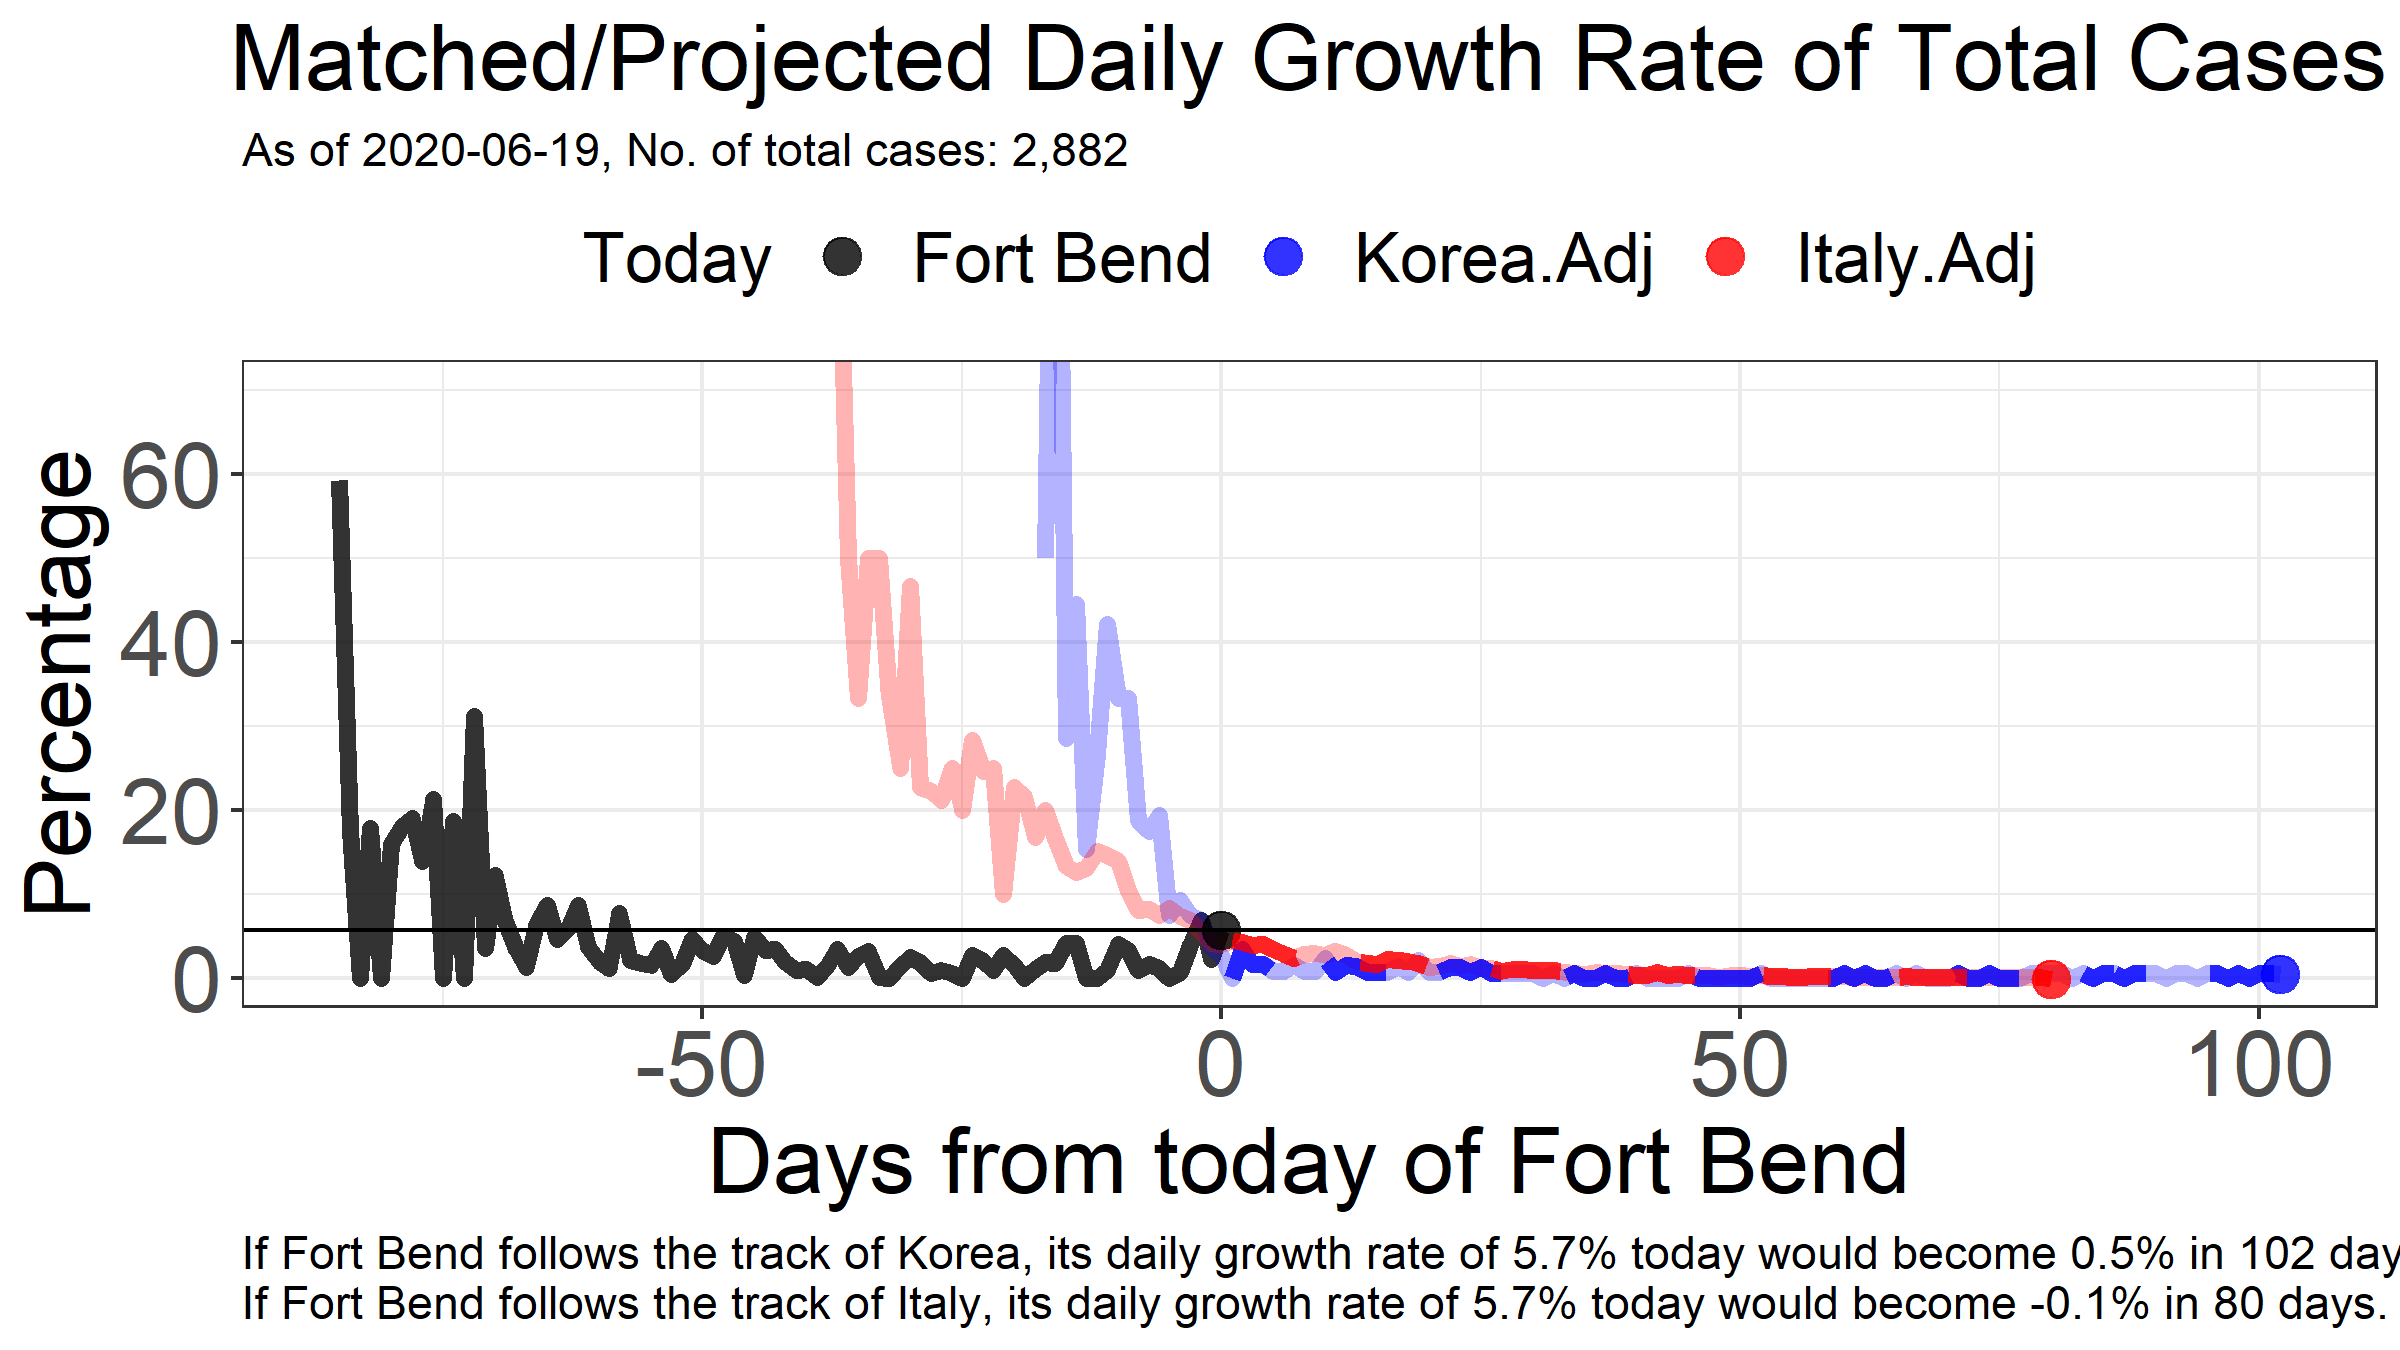 Matched/Projected Daily Growth Rate of Total Cases
As of 2020-06-19, No. of total cases: 2,882
Today Fort Bend Korea.Adj Italy.Adj
Percentage
60
40
20
0
-50 0 50 100
Days from today of Fort Bend
If Fort Bend follows the track of Korea, its daily growth rate of 5.7% today would become 0.5% in 102 day
If Fort Bend follows the track of Italy, its daily growth rate of 5.7% today would become -0.1% in 80 days.